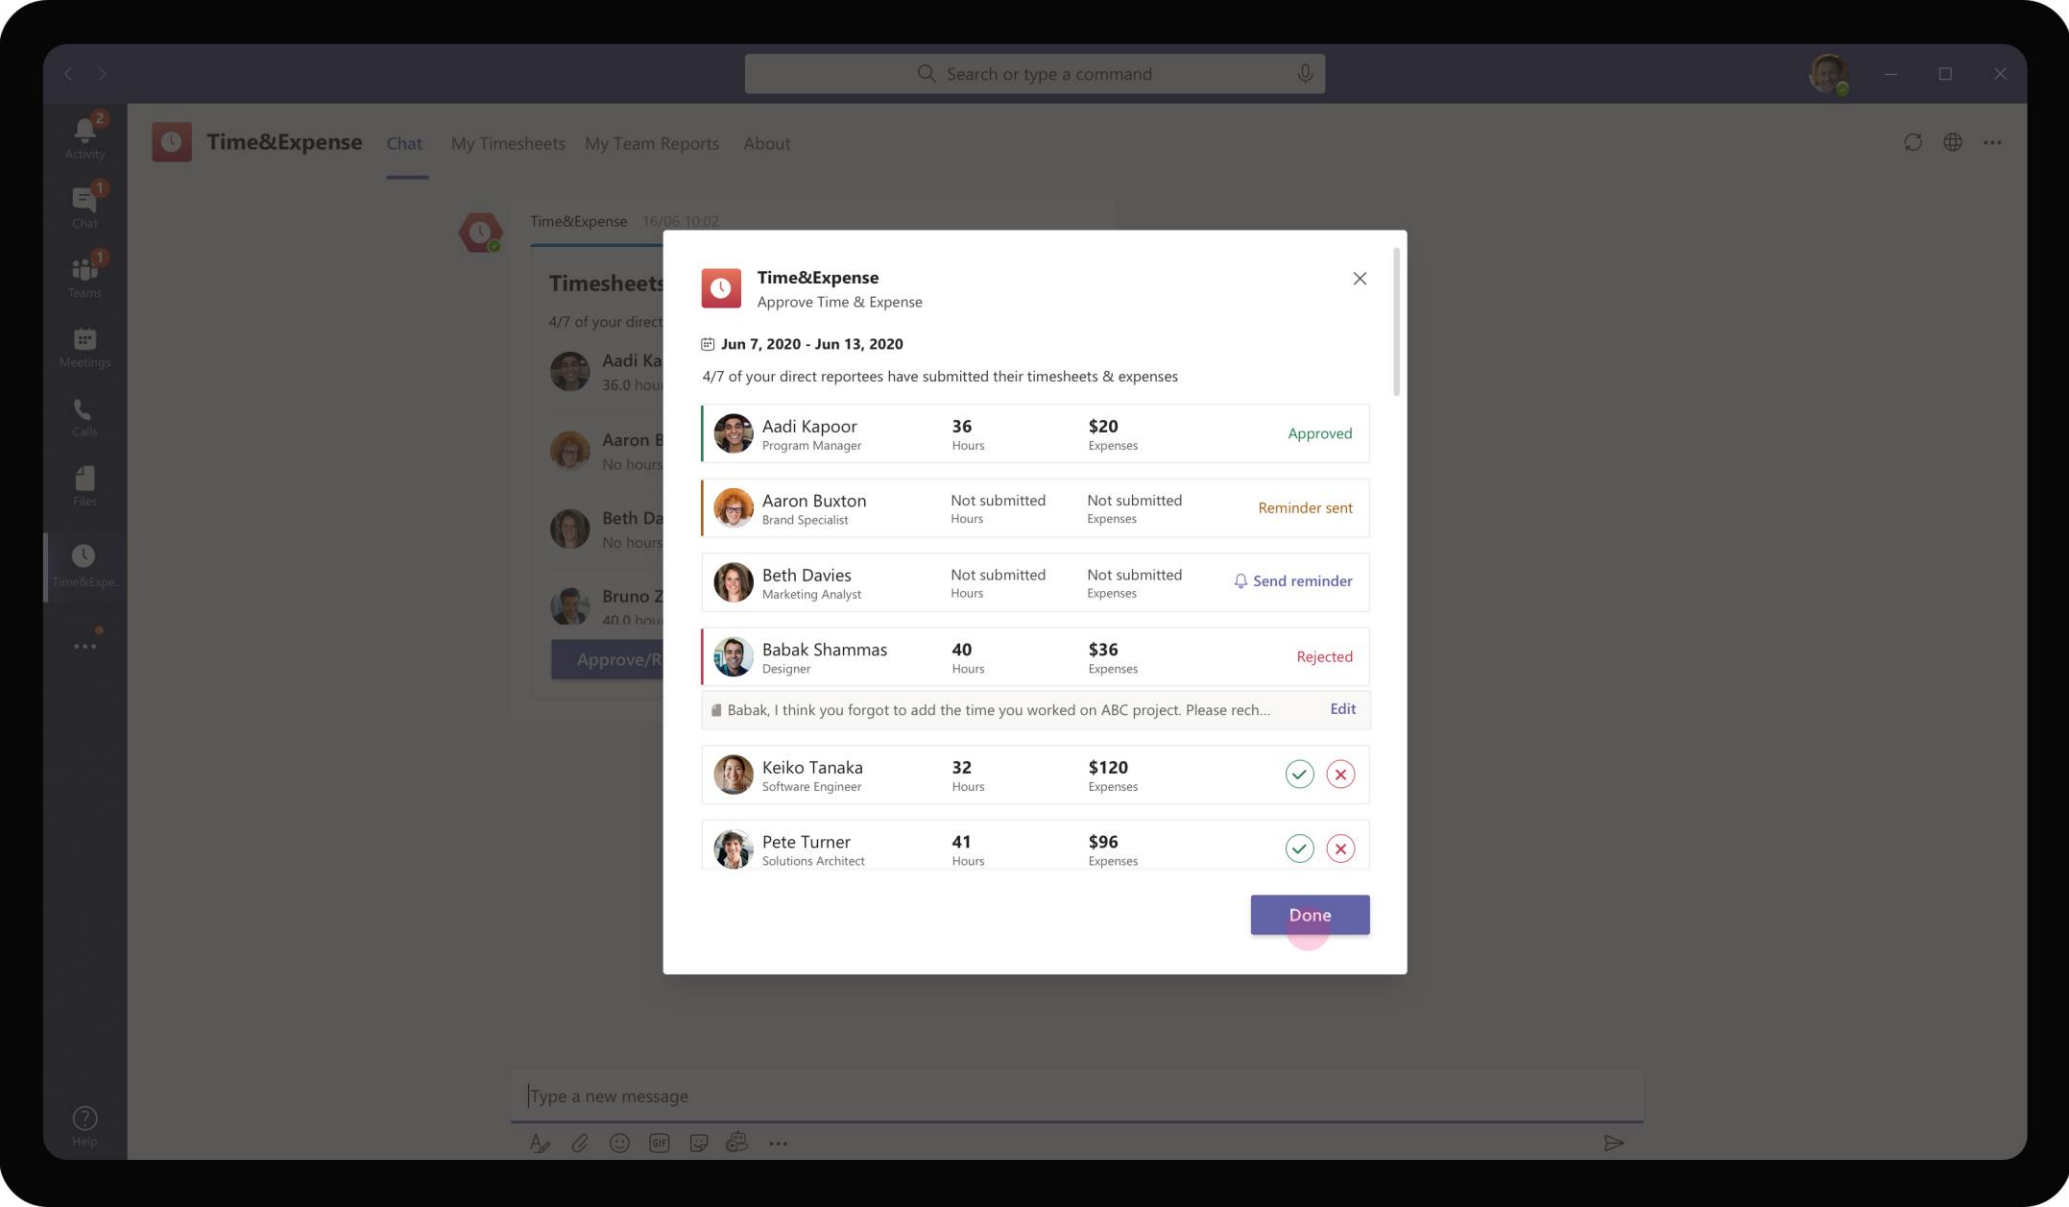 Search or type a command
2
Activity
1
Chat
1
Teams
Meetings
Calls
Files
Time&Expe...
Help
Time&Expense Chat My Timesheets My Team Reports About
Time&Expense 16/06 10:02
Timesheets
4/7 of your direct
Aadi Ka
36.0 hou
Aaron B
No hours
Beth Da
No hours
Bruno Z
40.0 hou
Approve/R
Time&Expense
Approve Time & Expense
Jun 7, 2020 - Jun 13, 2020
4/7 of your direct reportees have submitted their timesheets & expenses
Aadi Kapoor 36 $20 Approved
Program Manager Hours Expenses
Aaron Buxton Not submitted Not submitted Reminder sent
Brand Specialist Hours Expenses
Beth Davies Not submitted Not submitted Send reminder
Marketing Analyst Hours Expenses
Babak Shammas 40 $36 Rejected
Designer Hours Expenses
Babak, I think you forgot to add the time you worked on ABC project. Please rech... Edit
Keiko Tanaka 32 $120
Software Engineer Hours Expenses
Pete Turner 41 $96
Solutions Architect Hours Expenses
Done
Type a new message
GIF